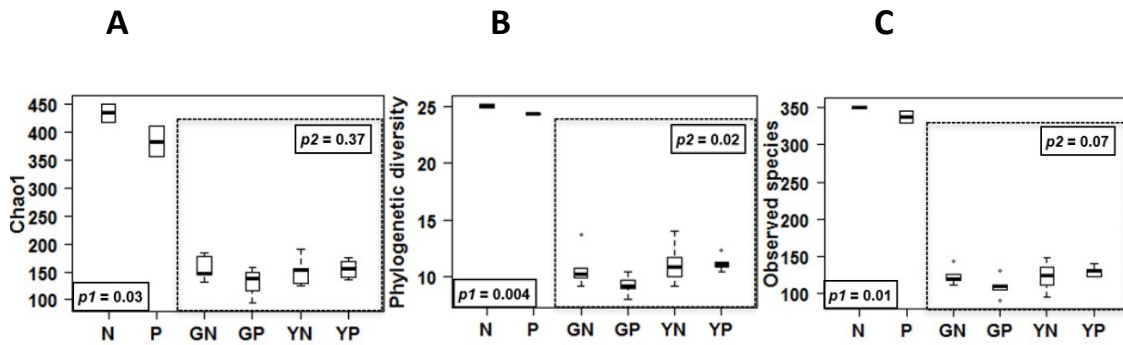 A B C
Chao1
450
400
350
300
250
200
150
100
p2 = 0.37
p1 = 0.03
N P GN GP YN YP
Phylogenetic diversity
25
20
15
10
p2 = 0.02
p1 = 0.004
N P GN GP YN YP
Observed species
350
300
250
200
150
100
p2 = 0.07
p1 = 0.01
N P GN GP YN YP